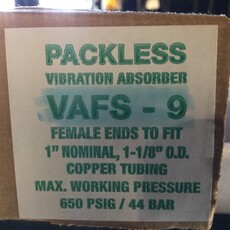 PACKLESS
VIBRATION ABSORBER
VAFS - 9
FEMALE ENDS TO FIT
1" NOMINAL, 1-1/8" O.D.
COPPER TUBING
MAX. WORKING PRESSURE
650 PSIG / 44 BAR